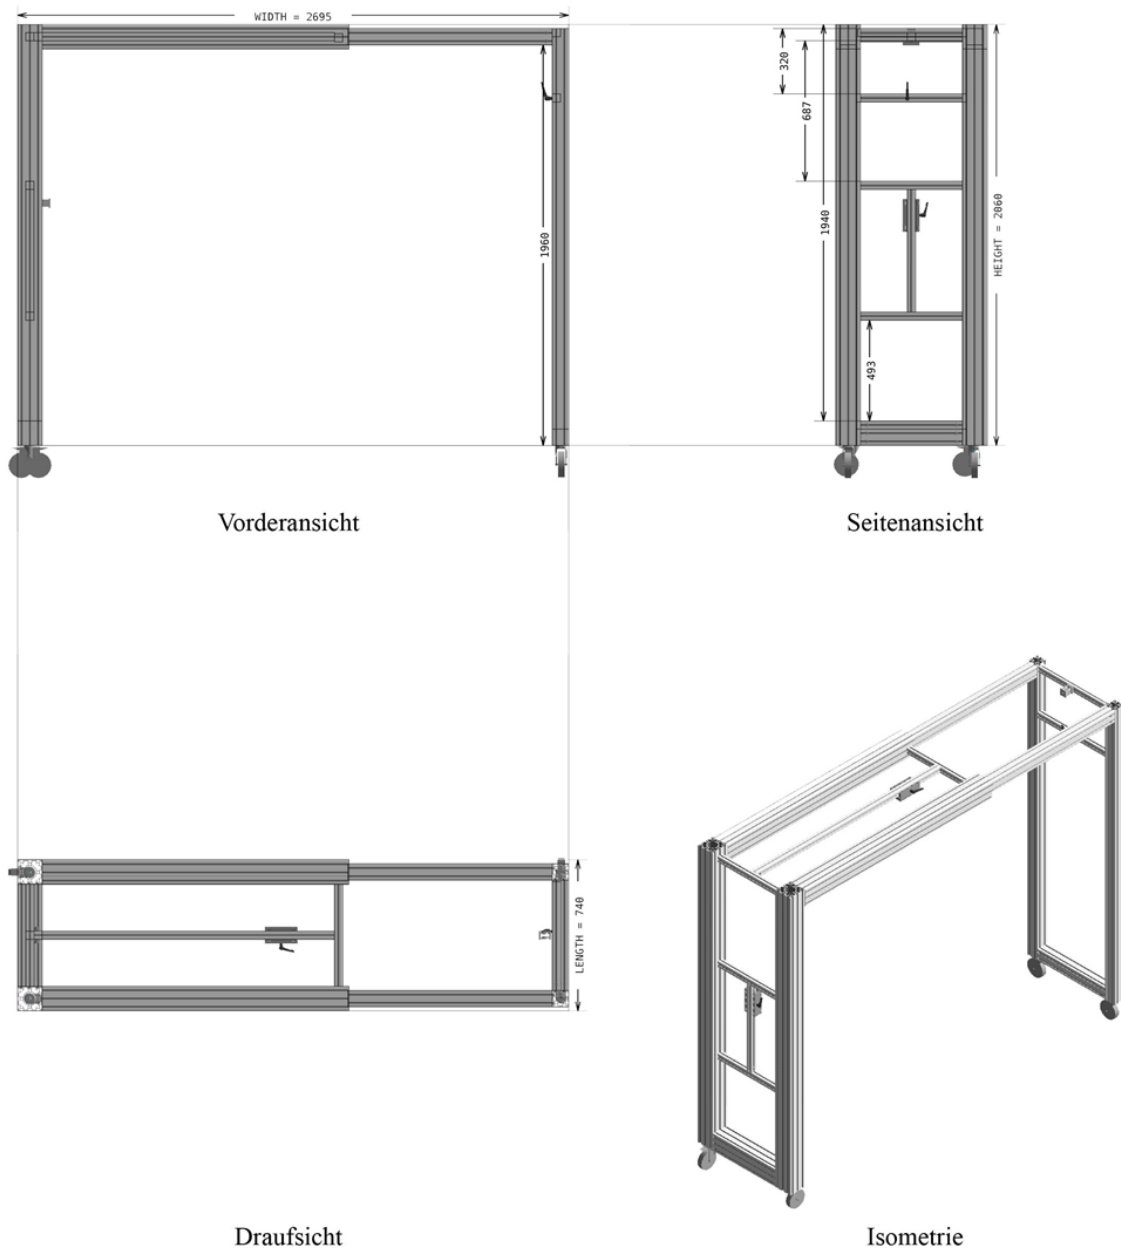 WIDTH = 2695
320
687
1960
1940
HEIGHT = 2060
493
Vorderansicht
Seitenansicht
LENGTH = 740
Draufsicht
Isometrie